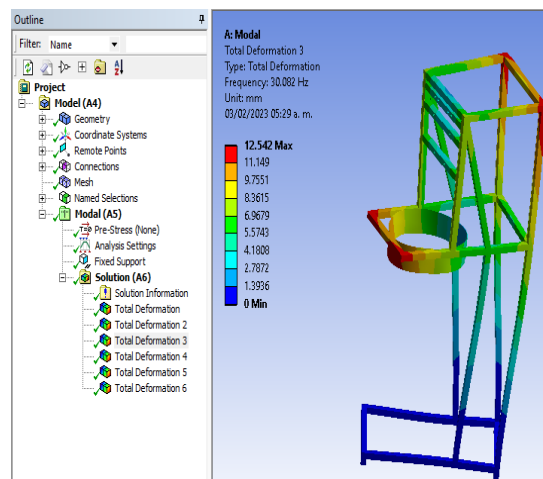 Outline
Filter: Name
Project
Model (A4)
Geometry
Coordinate Systems
Remote Points
Connections
Mesh
Named Selections
Modal (A5)
Pre-Stress (None)
Analysis Settings
Fixed Support
Solution (A6)
Solution Information
Total Deformation
Total Deformation 2
Total Deformation 3
Total Deformation 4
Total Deformation 5
Total Deformation 6
A: Modal
Total Deformation 3
Type: Total Deformation
Frequency: 30.082 Hz
Unit: mm
03/02/2023 05:29 a. m.
12.542 Max
11.149
9.7551
8.3615
6.9679
5.5743
4.1808
2.7872
1.3936
0 Min